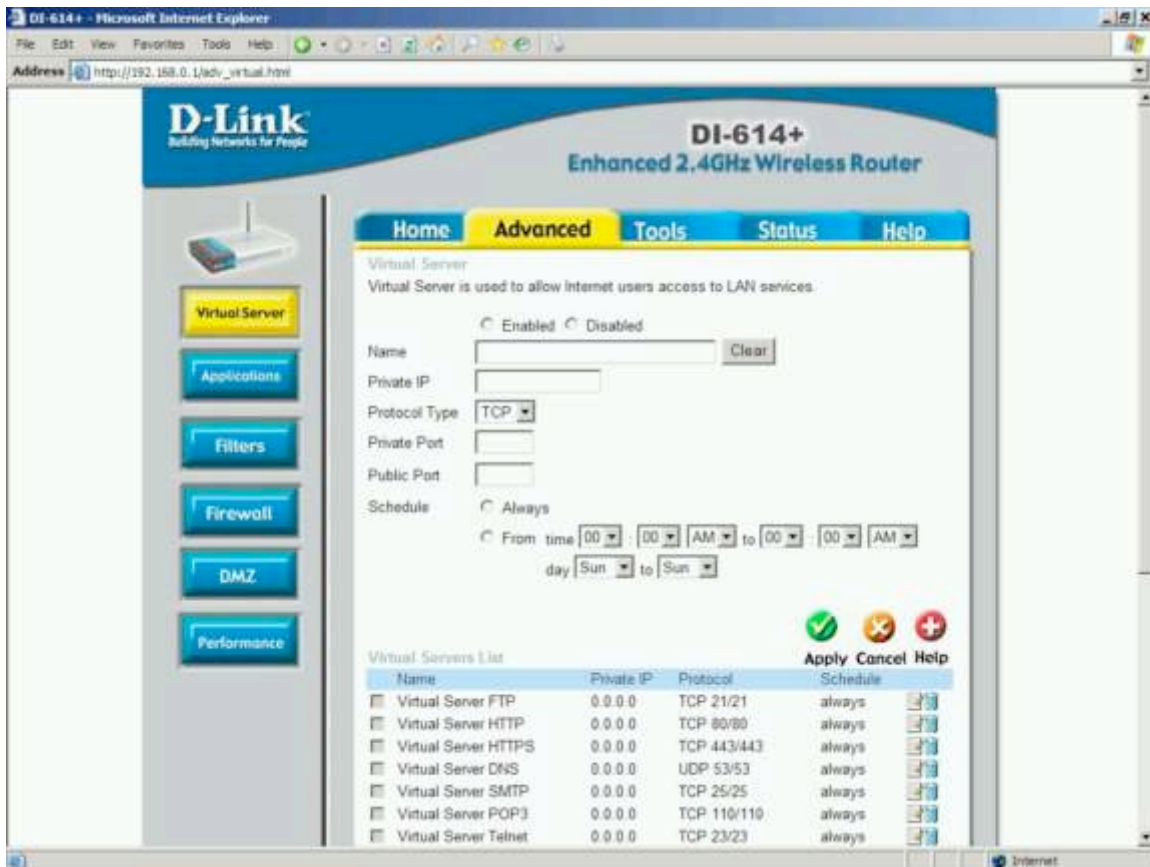 DI-614+ - Microsoft Internet Explorer
File Edit View Favorites Tools Help
Address http://192.168.0.1/adv_virtual.html
D-Link
Building Networks for People
DI-614+
Enhanced 2.4GHz Wireless Router
Home Advanced Tools Status Help
Virtual Server
Applications
Filters
Firewall
DMZ
Performance
Virtual Server
Virtual Server is used to allow Internet users access to LAN services.
Enabled Disabled
Name Clear
Private IP
Protocol Type TCP
Private Port
Public Port
Schedule Always
From time 00 : 00 AM to 00 : 00 AM
day Sun to Sun
Apply Cancel Help
Virtual Servers List
Name Private IP Protocol Schedule
Virtual Server FTP 0.0.0.0 TCP 21/21 always
Virtual Server HTTP 0.0.0.0 TCP 80/80 always
Virtual Server HTTPS 0.0.0.0 TCP 443/443 always
Virtual Server DNS 0.0.0.0 UDP 53/53 always
Virtual Server SMTP 0.0.0.0 TCP 25/25 always
Virtual Server POP3 0.0.0.0 TCP 110/110 always
Virtual Server Telnet 0.0.0.0 TCP 23/23 always
Internet